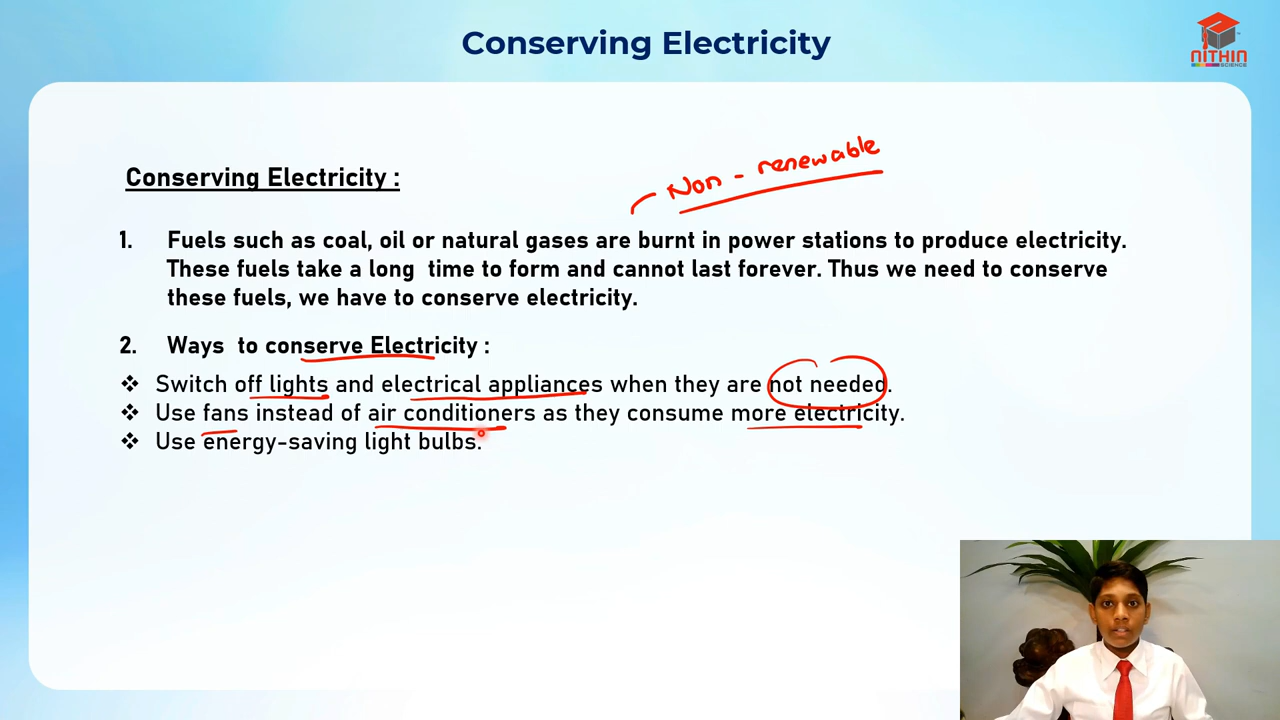 Conserving Electricity
NITHIN
SCIENCE
Non - renewable
Conserving Electricity :
1. Fuels such as coal, oil or natural gases are burnt in power stations to produce electricity.
These fuels take a long time to form and cannot last forever. Thus we need to conserve
these fuels, we have to conserve electricity.
2. Ways to conserve Electricity :
❖ Switch off lights and electrical appliances when they are not needed.
❖ Use fans instead of air conditioners as they consume more electricity.
❖ Use energy-saving light bulbs.